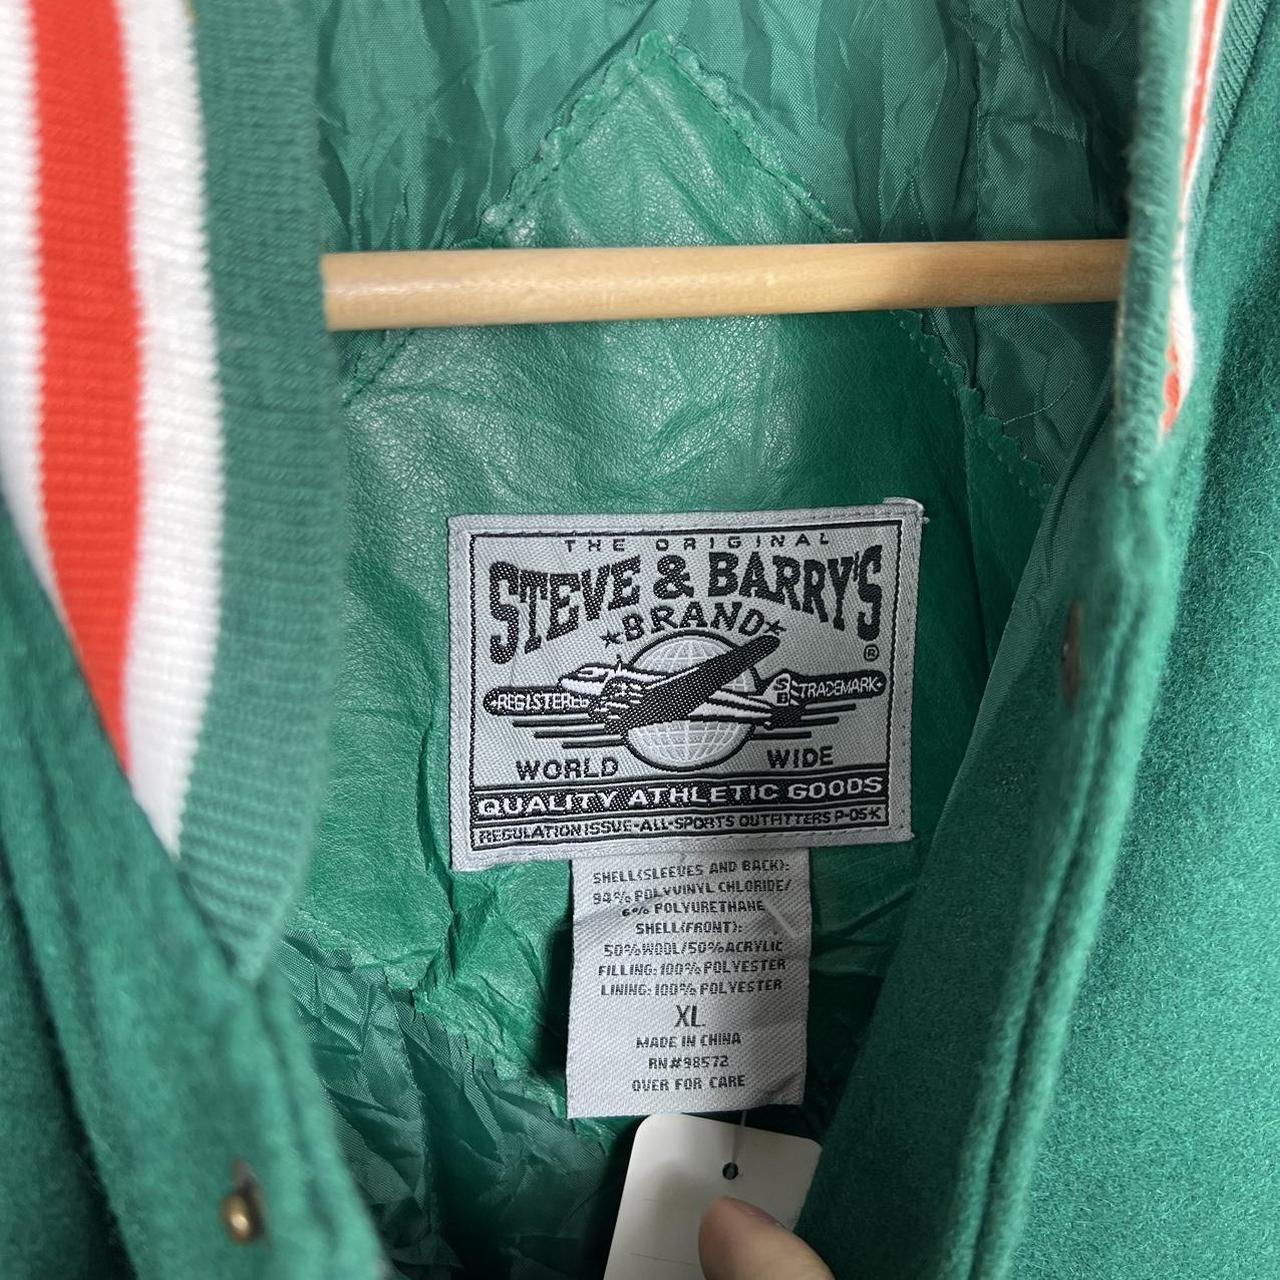 THE ORIGINAL
STEVE & BARRY'S
BRAND
®
REGISTERED
SB TRADEMARK
WORLD WIDE
QUALITY ATHLETIC GOODS
REGULATION ISSUE-ALL-SPORTS OUTFITTERS P-05-K
SHELL(SLEEVES AND BACK):
94% POLYVINYL CHLORIDE/
6% POLYURETHANE
SHELL(FRONT):
50%WOOL/50%ACRYLIC
FILLING:100% POLYESTER
LINING:100% POLYESTER
XL
MADE IN CHINA
RN#98572
OVER FOR CARE